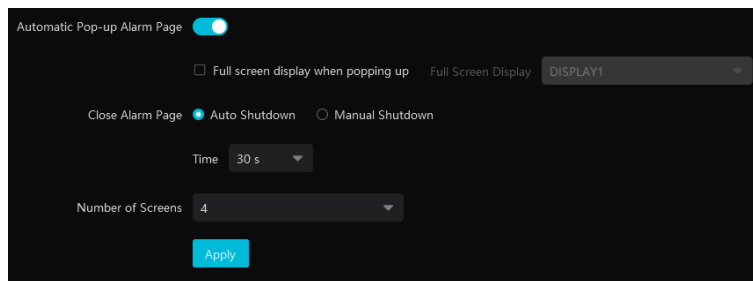 Automatic Pop-up Alarm Page
Full screen display when popping up Full Screen Display DISPLAY1
Close Alarm Page Auto Shutdown Manual Shutdown
Time 30 s
Number of Screens 4
Apply